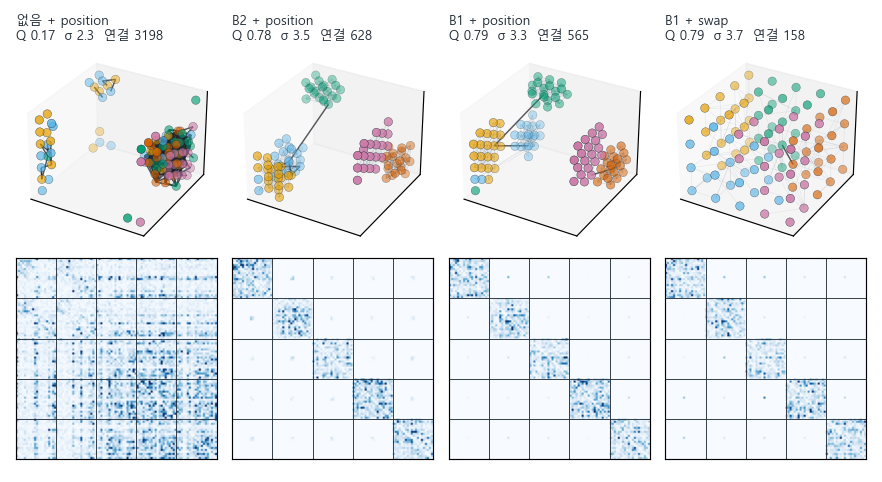 없음 + position
Q 0.17 σ 2.3 연결 3198
B2 + position
Q 0.78 σ 3.5 연결 628
B1 + position
Q 0.79 σ 3.3 연결 565
B1 + swap
Q 0.79 σ 3.7 연결 158